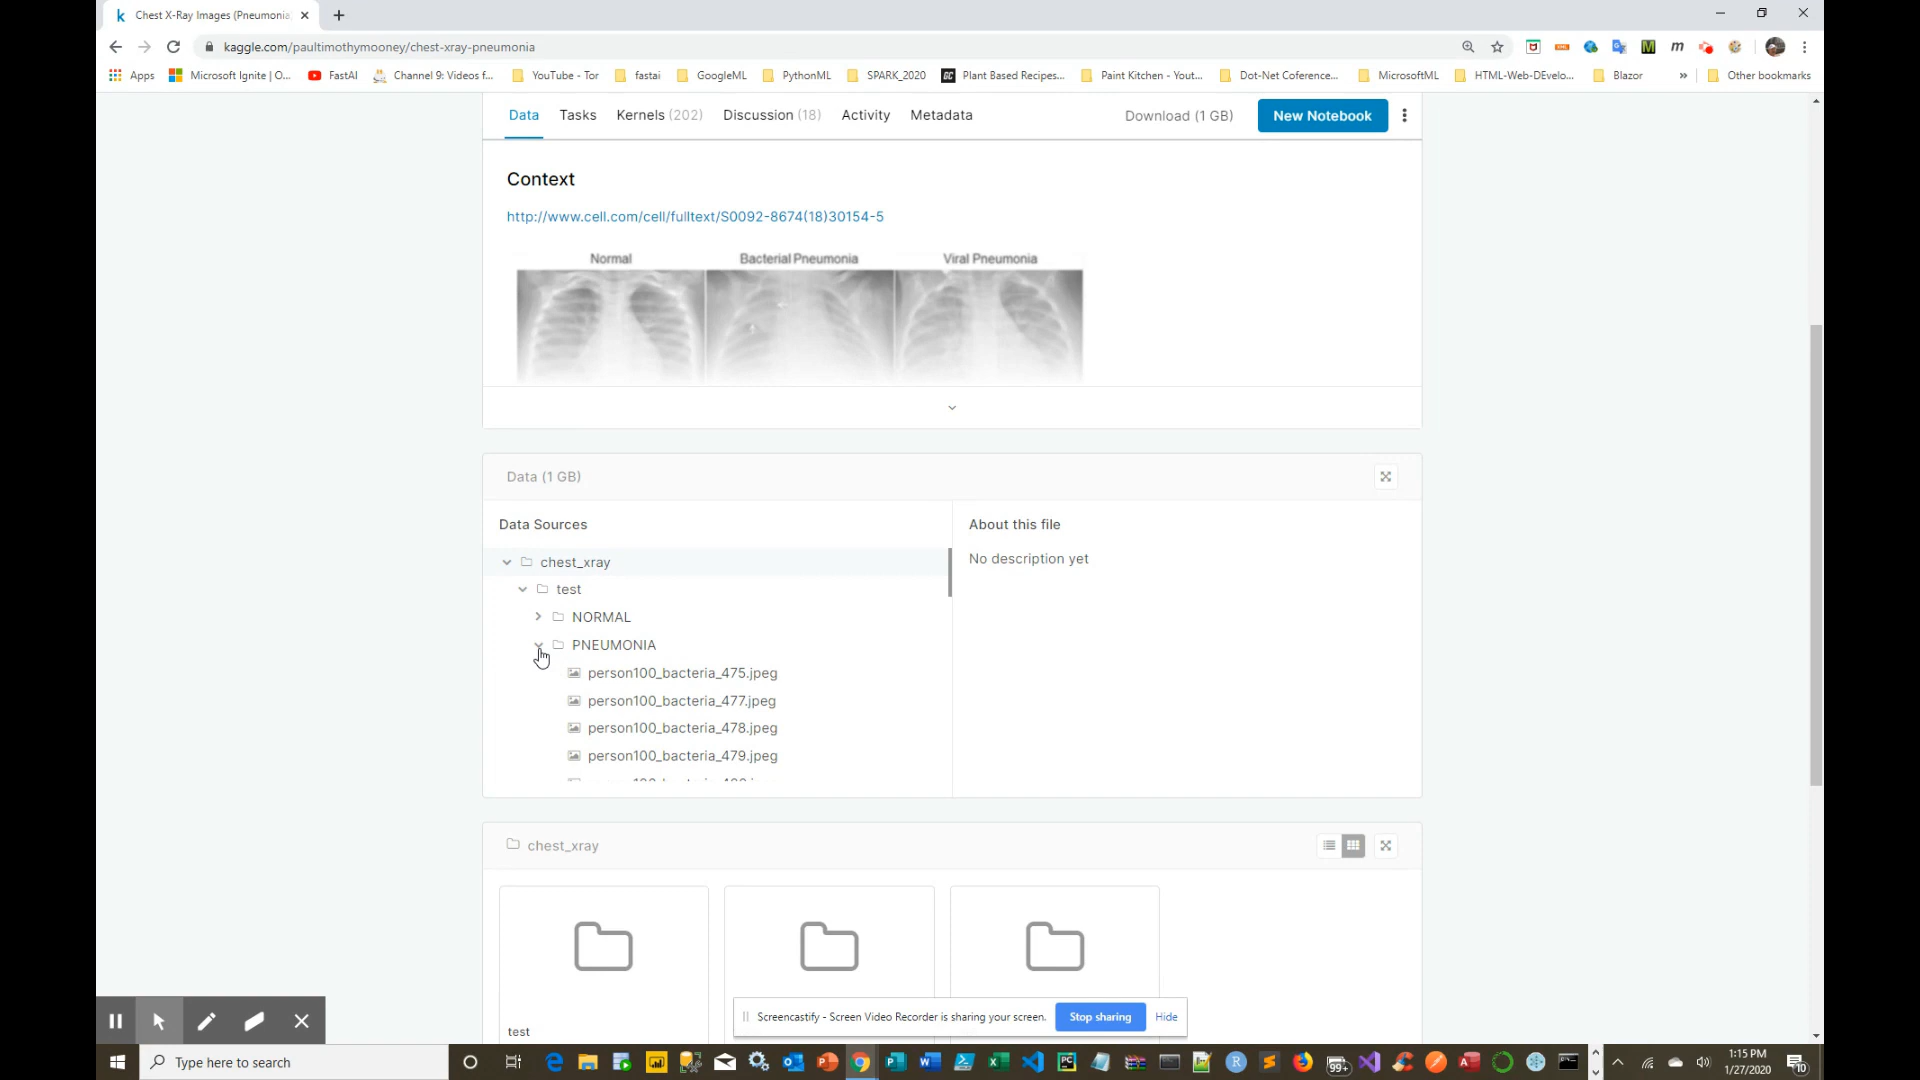 Chest X-Ray Images (Pneumonia
kaggle.com/paultimothymooney/chest-xray-pneumonia
Apps Microsoft Ignite | O... FastAI Channel 9: Videos f... YouTube - Tor fastai GoogleML PythonML SPARK_2020 Plant Based Recipes... Paint Kitchen - Yout... Dot-Net Coference... MicrosoftML HTML-Web-DEvelo... Blazor » Other bookmarks
Data Tasks Kernels (202) Discussion (18) Activity Metadata Download (1 GB) New Notebook
Context
http://www.cell.com/cell/fulltext/S0092-8674(18)30154-5
Normal Bacterial Pneumonia Viral Pneumonia
Data (1 GB)
Data Sources
About this file
chest_xray
No description yet
test
NORMAL
PNEUMONIA
person100_bacteria_475.jpeg
person100_bacteria_477.jpeg
person100_bacteria_478.jpeg
person100_bacteria_479.jpeg
chest_xray
Screencastify - Screen Video Recorder is sharing your screen. Stop sharing Hide
test
Type here to search
99+
1:15 PM
1/27/2020
10